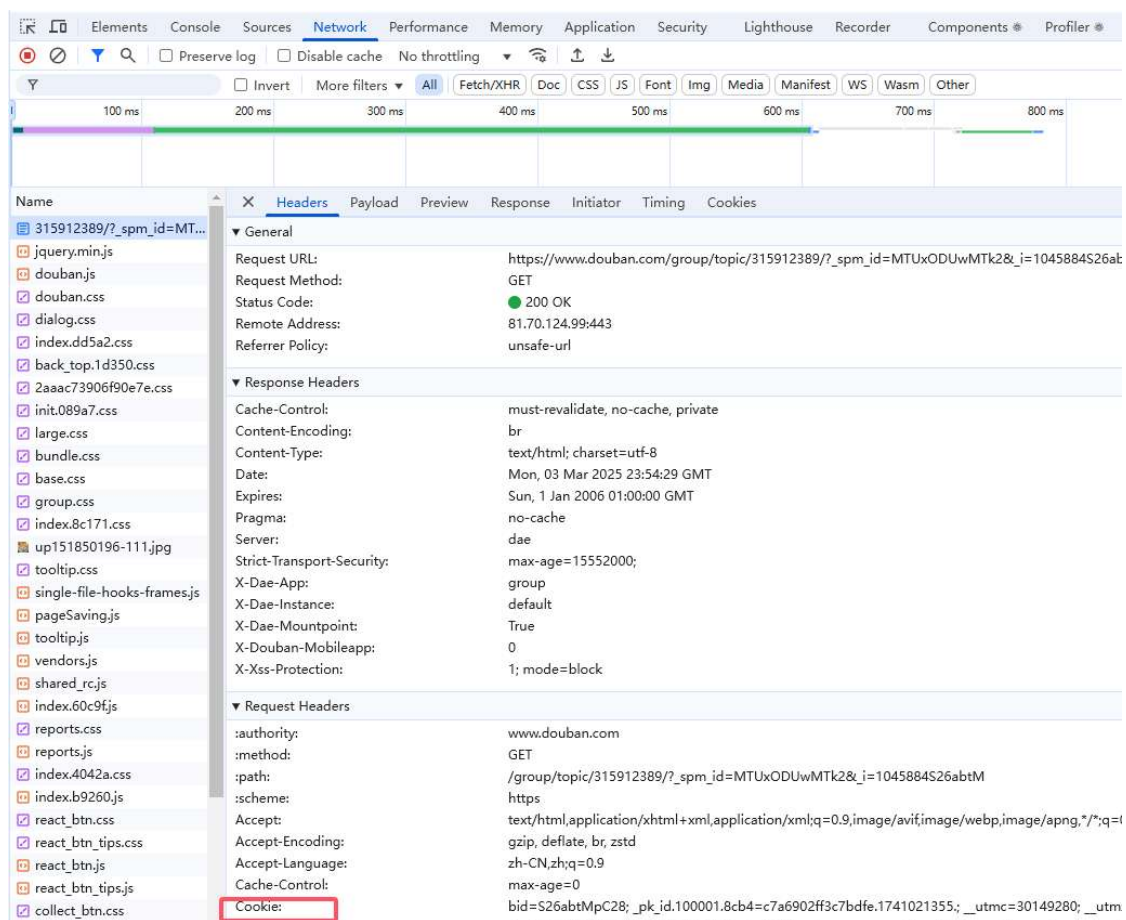 Elements Console Sources Network Performance Memory Application Security Lighthouse Recorder Components Profiler
Preserve log Disable cache No throttling
Invert More filters All Fetch/XHR Doc CSS JS Font Img Media Manifest WS Wasm Other
100 ms 200 ms 300 ms 400 ms 500 ms 600 ms 700 ms 800 ms
Name
315912389/?_spm_id=MT...
jquery.min.js
douban.js
douban.css
dialog.css
index.dd5a2.css
back_top.1d350.css
2aaac73906f90e7e.css
init.089a7.css
large.css
bundle.css
base.css
group.css
index.8c171.css
up151850196-111.jpg
tooltip.css
single-file-hooks-frames.js
pageSaving.js
tooltip.js
vendors.js
shared_rc.js
index.60c9f.js
reports.css
reports.js
index.4042a.css
index.b9260.js
react_btn.css
react_btn_tips.css
react_btn.js
react_btn_tips.js
collect_btn.css
Headers Payload Preview Response Initiator Timing Cookies
General
Request URL: https://www.douban.com/group/topic/315912389/?_spm_id=MTUxODUwMTk2&_i=1045884S26ab
Request Method: GET
Status Code: 200 OK
Remote Address: 81.70.124.99:443
Referrer Policy: unsafe-url
Response Headers
Cache-Control: must-revalidate, no-cache, private
Content-Encoding: br
Content-Type: text/html; charset=utf-8
Date: Mon, 03 Mar 2025 23:54:29 GMT
Expires: Sun, 1 Jan 2006 01:00:00 GMT
Pragma: no-cache
Server: dae
Strict-Transport-Security: max-age=15552000;
X-Dae-App: group
X-Dae-Instance: default
X-Dae-Mountpoint: True
X-Douban-Mobileapp: 0
X-Xss-Protection: 1; mode=block
Request Headers
:authority: www.douban.com
:method: GET
:path: /group/topic/315912389/?_spm_id=MTUxODUwMTk2&_i=1045884S26abtM
:scheme: https
Accept: text/html,application/xhtml+xml,application/xml;q=0.9,image/avif,image/webp,image/apng,*/*;q=
Accept-Encoding: gzip, deflate, br, zstd
Accept-Language: zh-CN,zh;q=0.9
Cache-Control: max-age=0
Cookie: bid=S26abtMpC28; _pk_id.100001.8cb4=c7a6902ff3c7bdfe.1741021355.; __utmc=30149280; __utm